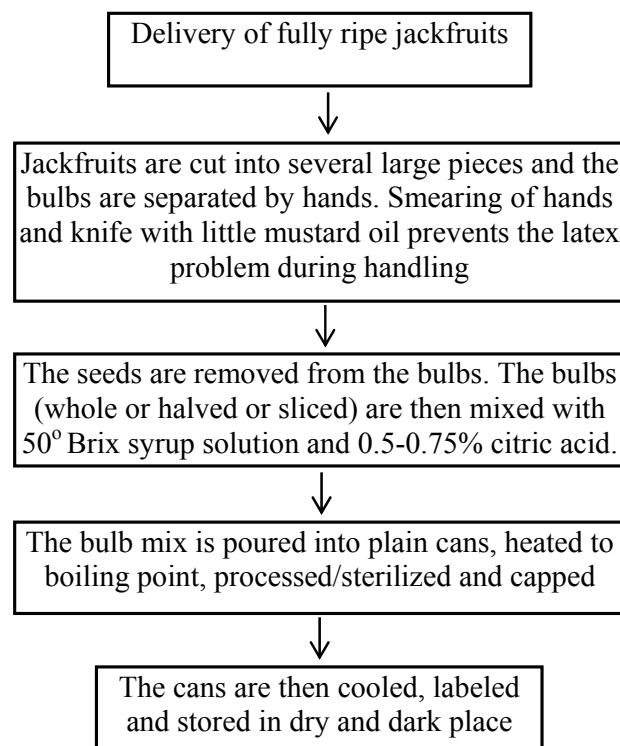 Delivery of fully ripe jackfruits
Jackfruits are cut into several large pieces and the
bulbs are separated by hands. Smearing of hands
and knife with little mustard oil prevents the latex
problem during handling
The seeds are removed from the bulbs. The bulbs
(whole or halved or sliced) are then mixed with
50° Brix syrup solution and 0.5-0.75% citric acid.
The bulb mix is poured into plain cans, heated to
boiling point, processed/sterilized and capped
The cans are then cooled, labeled
and stored in dry and dark place